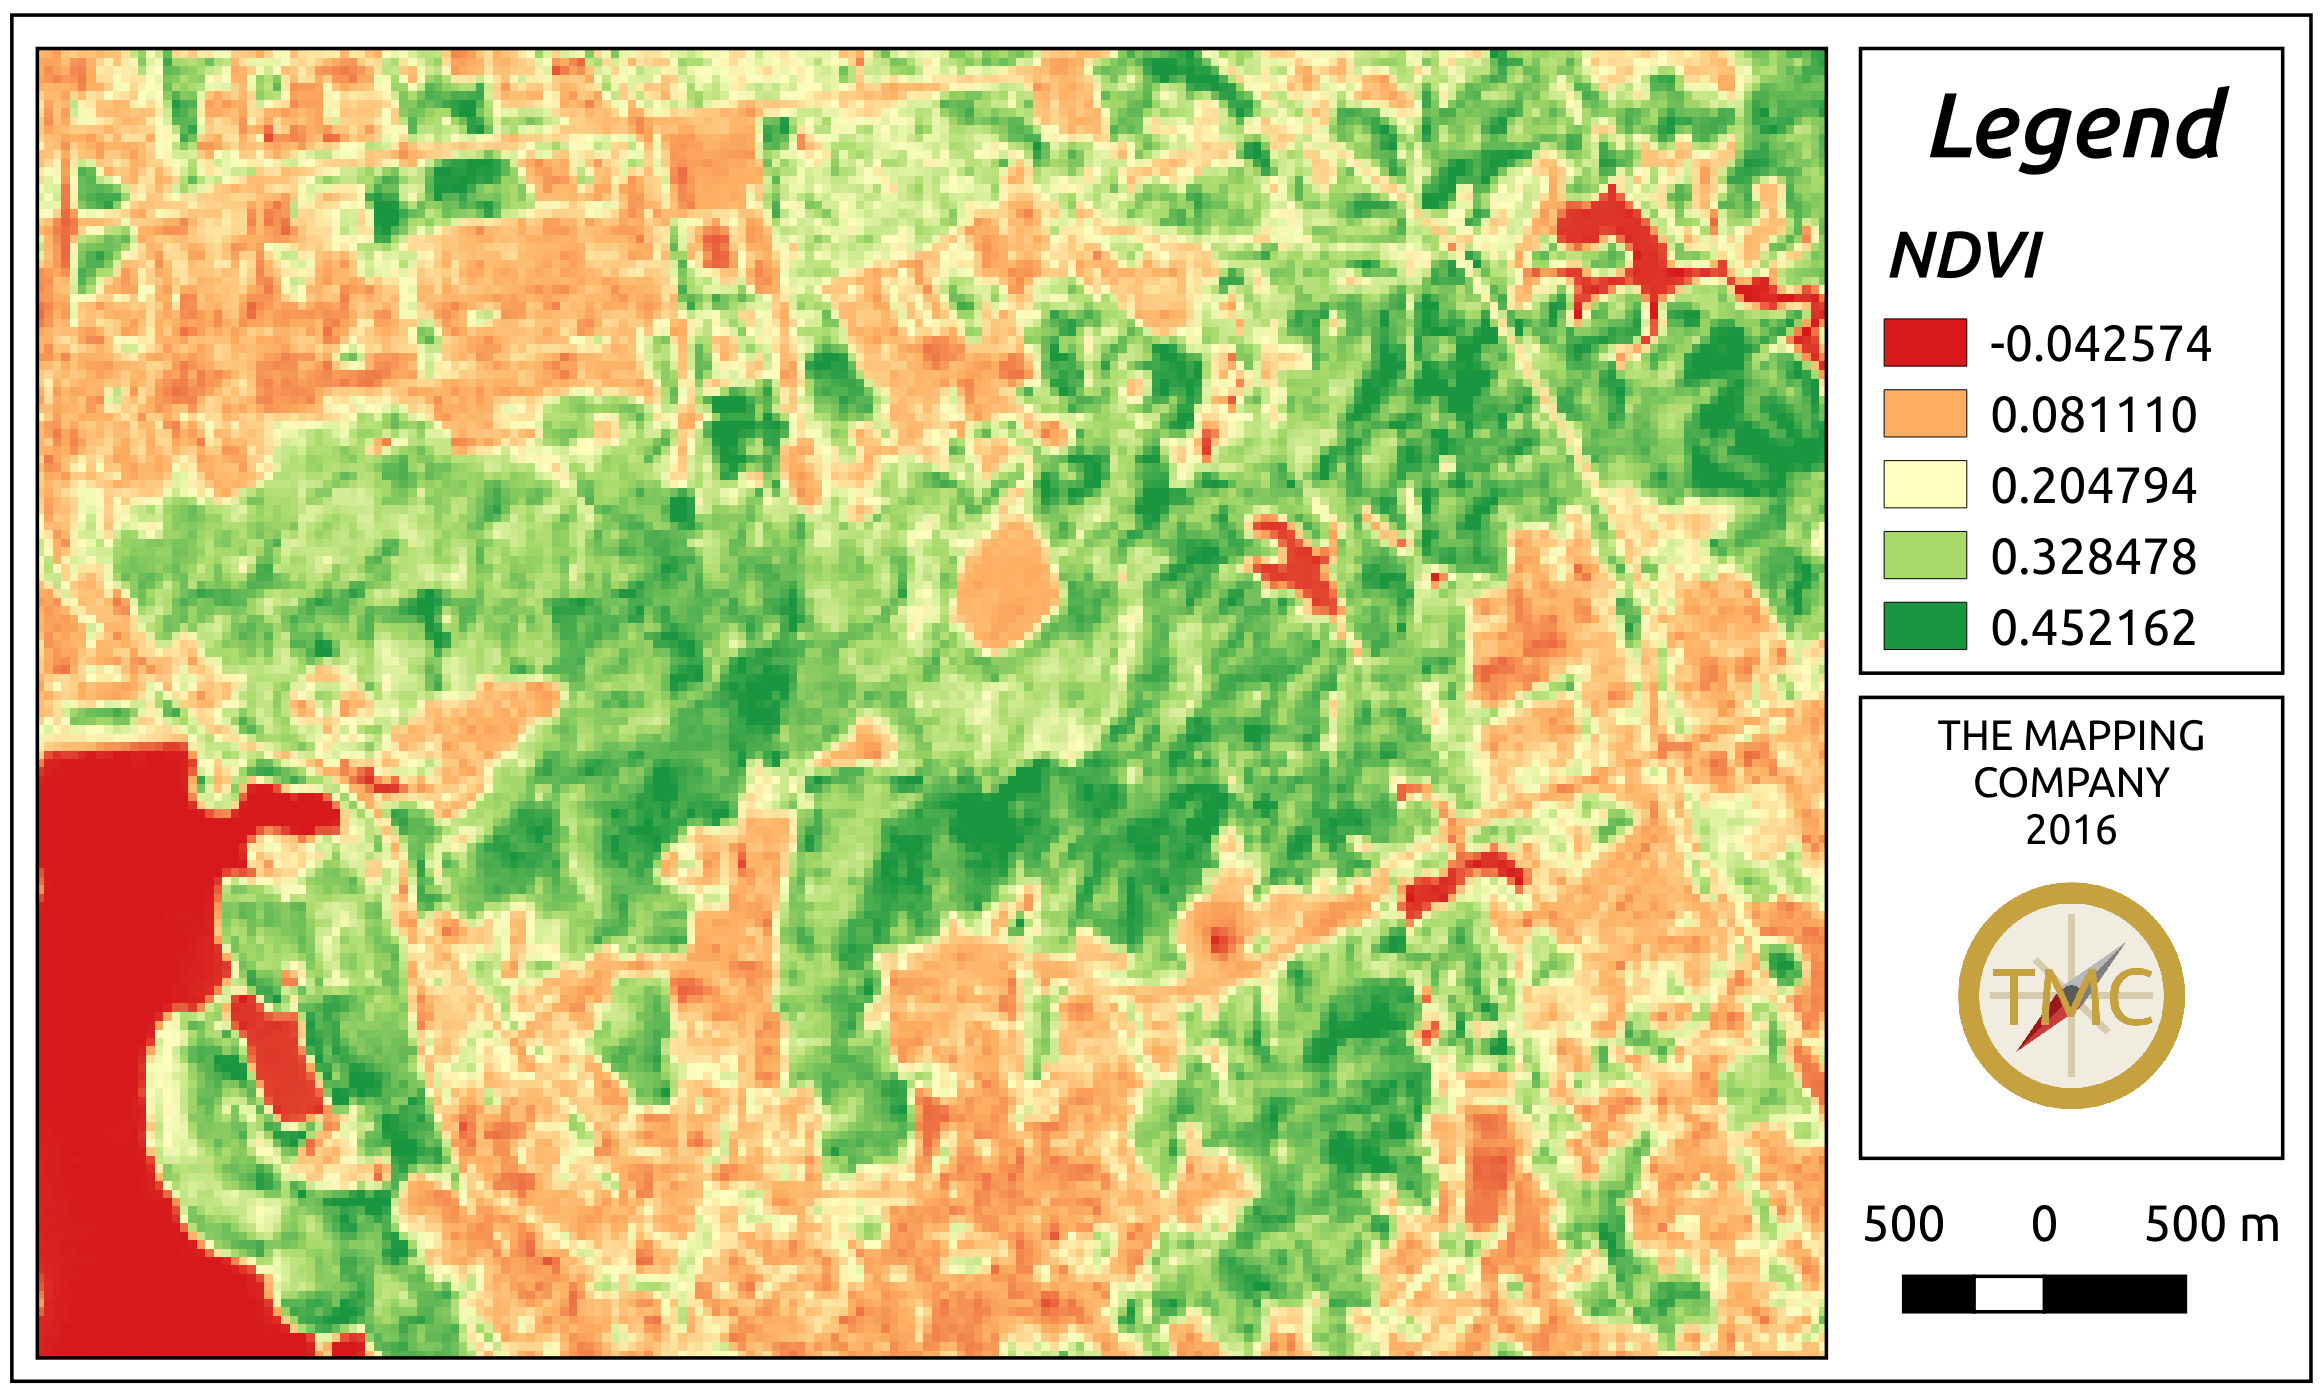 Legend
NDVI
-0.042574
0.081110
0.204794
0.328478
0.452162
THE MAPPING
COMPANY
2016
TMC
500 0 500 m